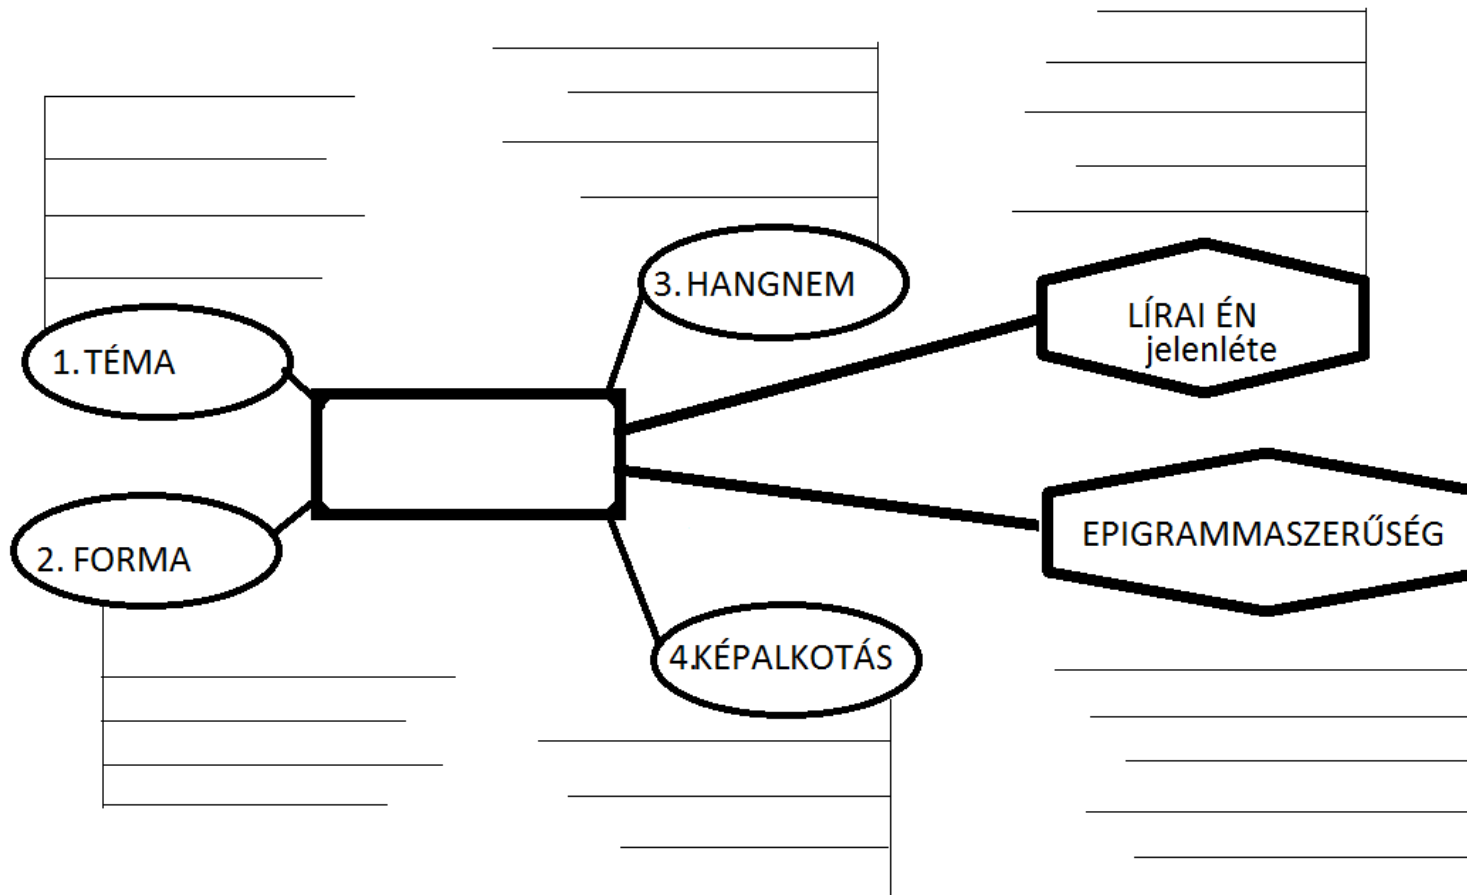 3. HANGNEM
LÍRAI ÉN
jelenléte
1. TÉMA
2. FORMA
EPIGRAMMASZERŰSÉG
4.KÉPALKOTÁS